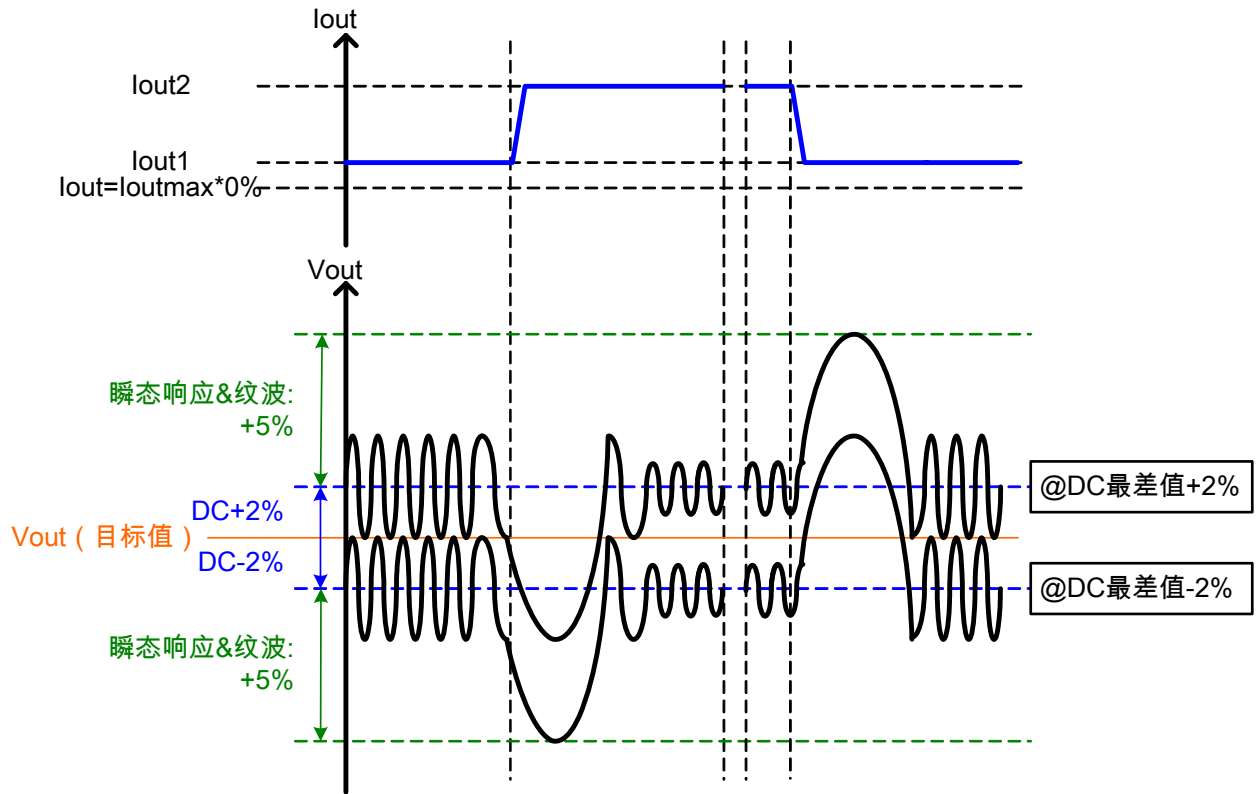 Iout
Iout2
Iout1
Iout=Ioutmax*0%
Vout
瞬态响应&纹波:
+5%
@DC最差值+2%
DC+2%
Vout（目标值）
DC-2%
@DC最差值-2%
瞬态响应&纹波:
+5%